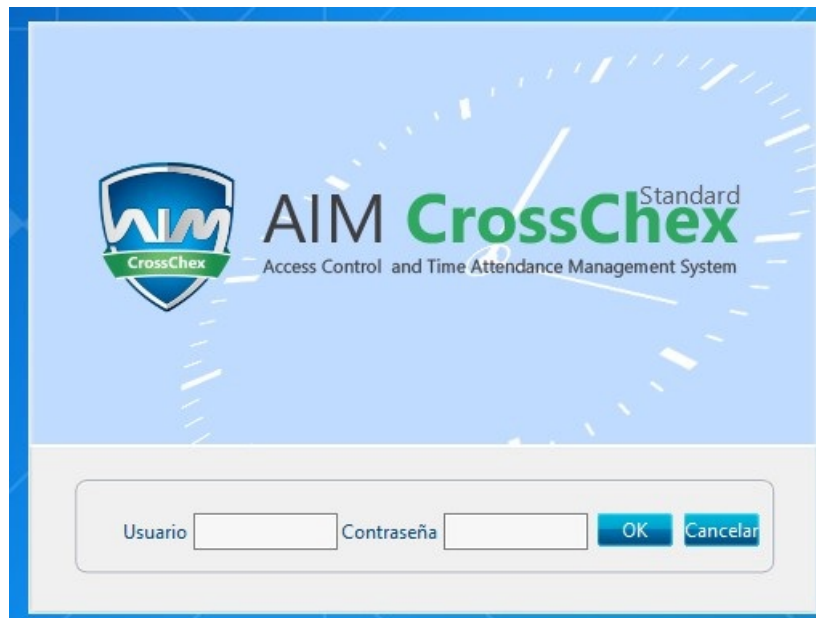 AIM
CrossChex
AIM CrossChex Standard
Access Control and Time Attendance Management System
Usuario Contraseña OK Cancelar